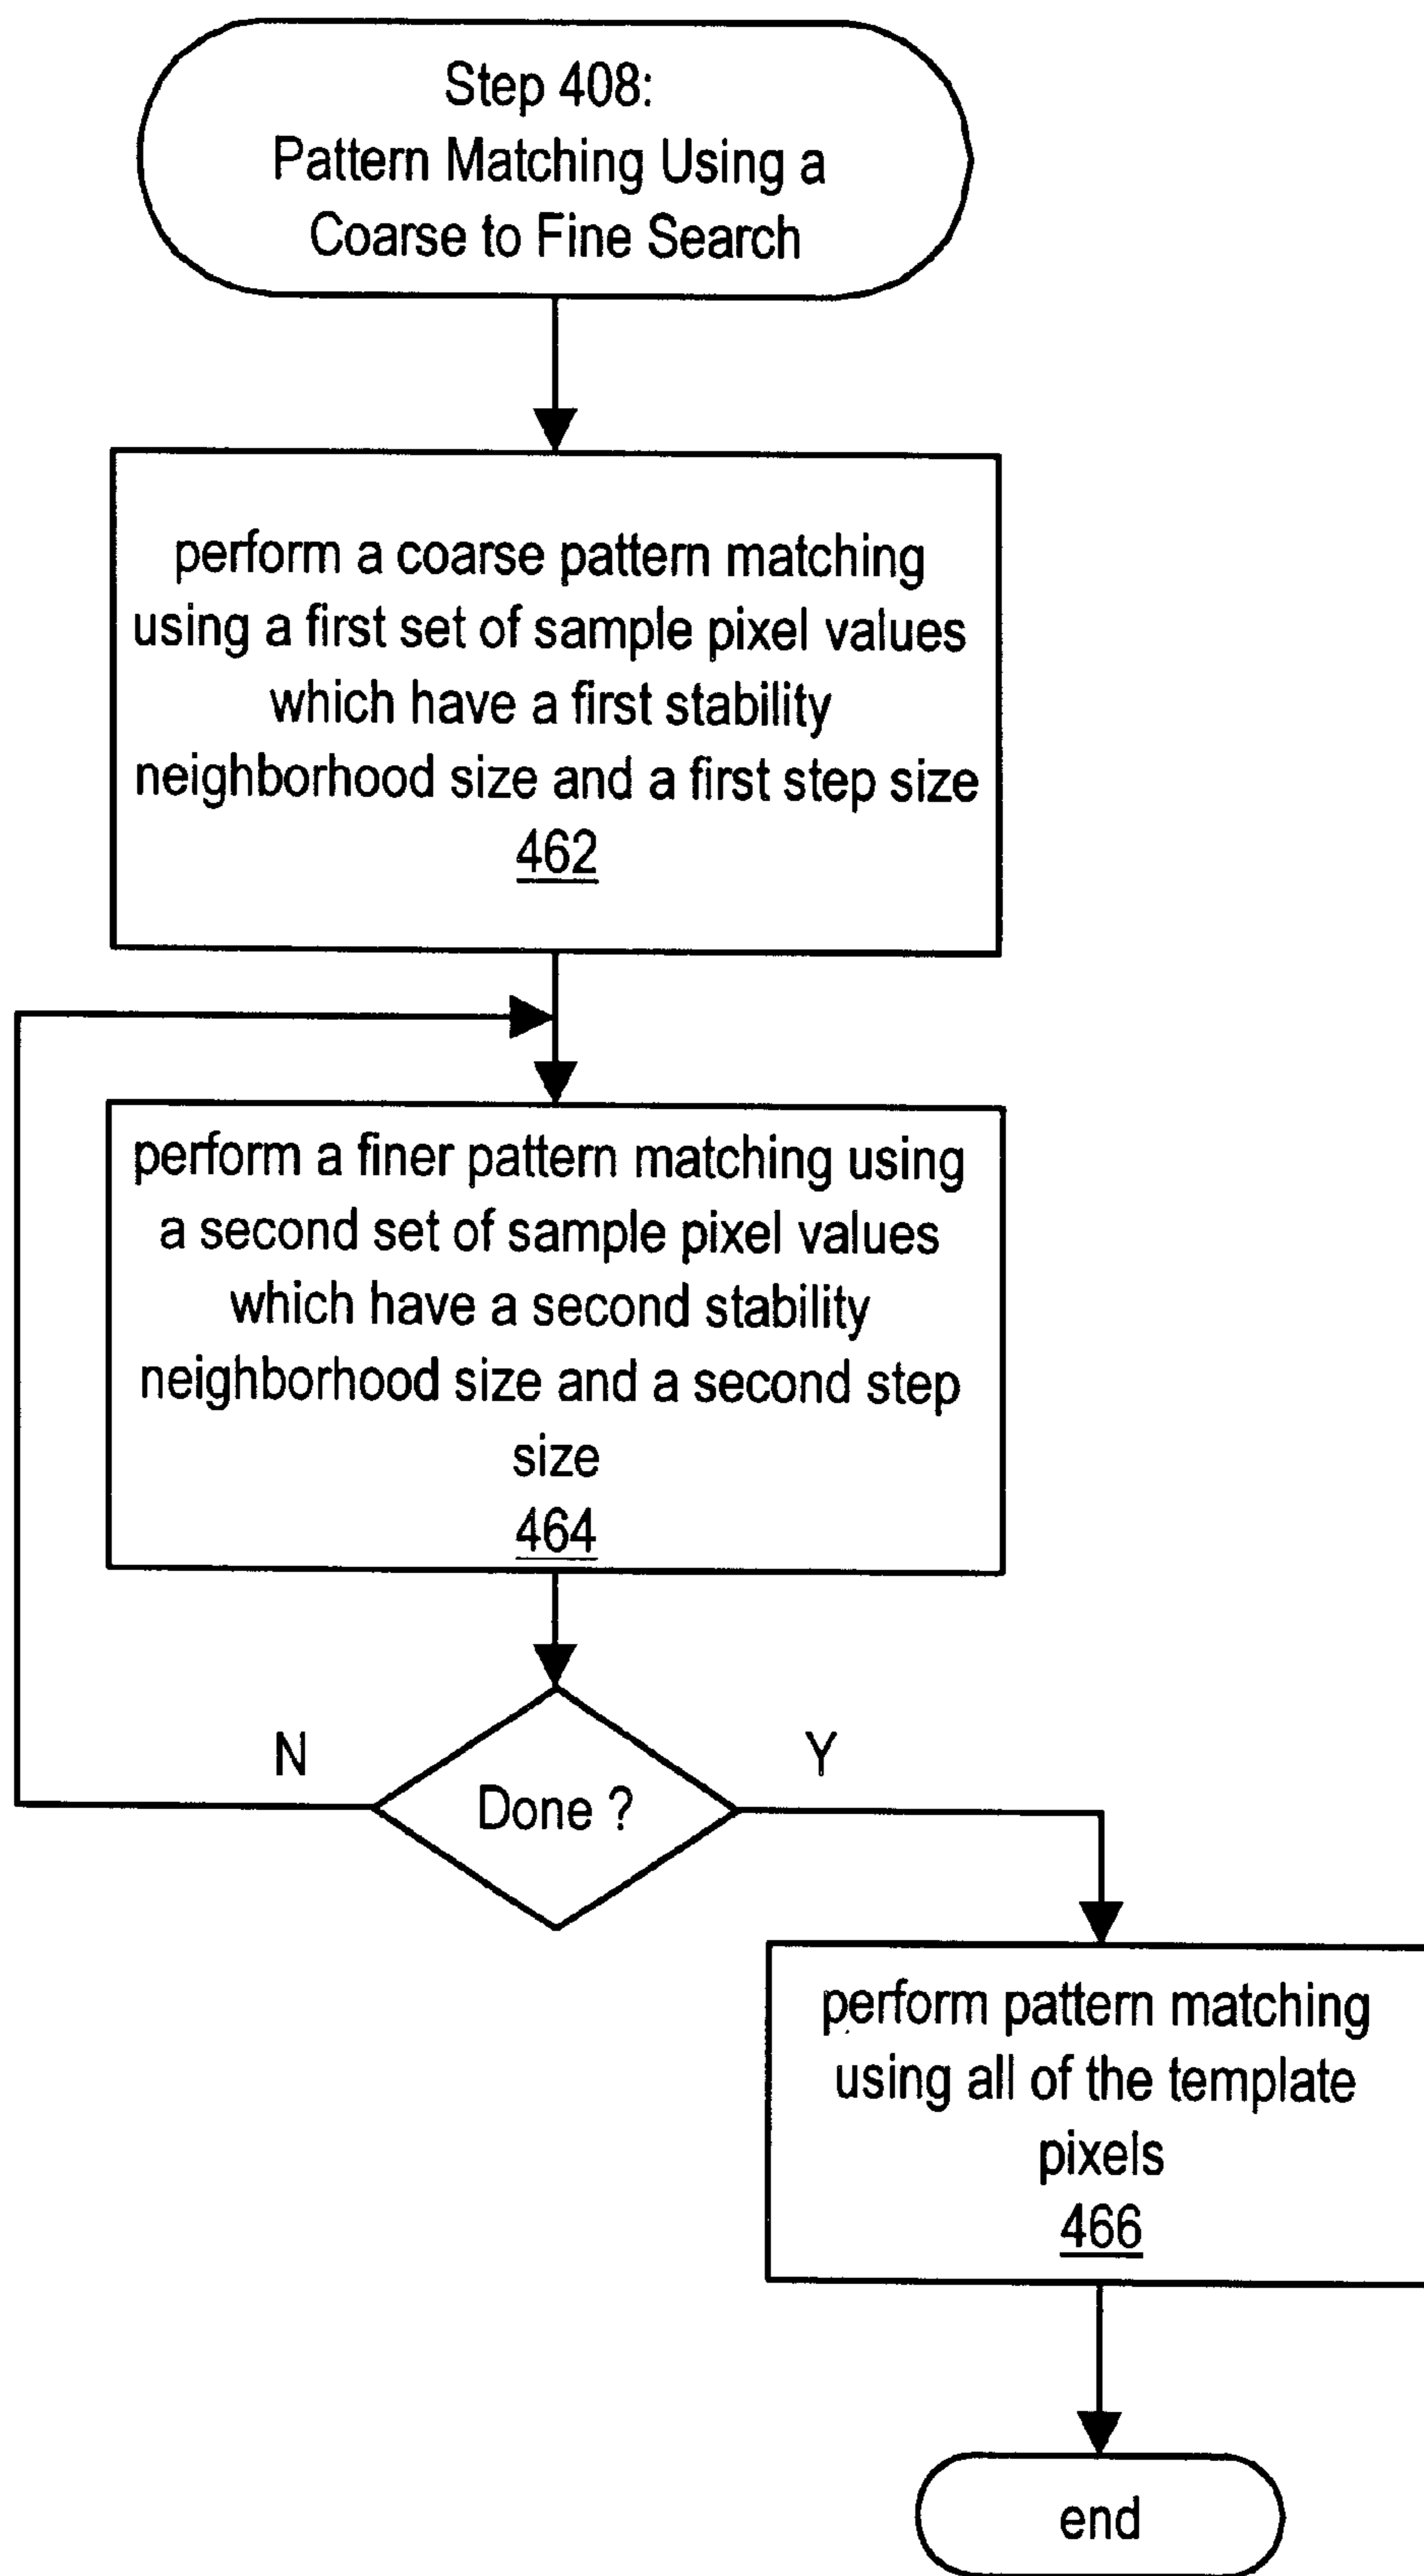 Step 408:
Pattern Matching Using a
Coarse to Fine Search
perform a coarse pattern matching
using a first set of sample pixel values
which have a first stability
neighborhood size and a first step size
462
perform a finer pattern matching using
a second set of sample pixel values
which have a second stability
neighborhood size and a second step
size
464
N
Done ?
Y
perform pattern matching
using all of the template
pixels
466
end